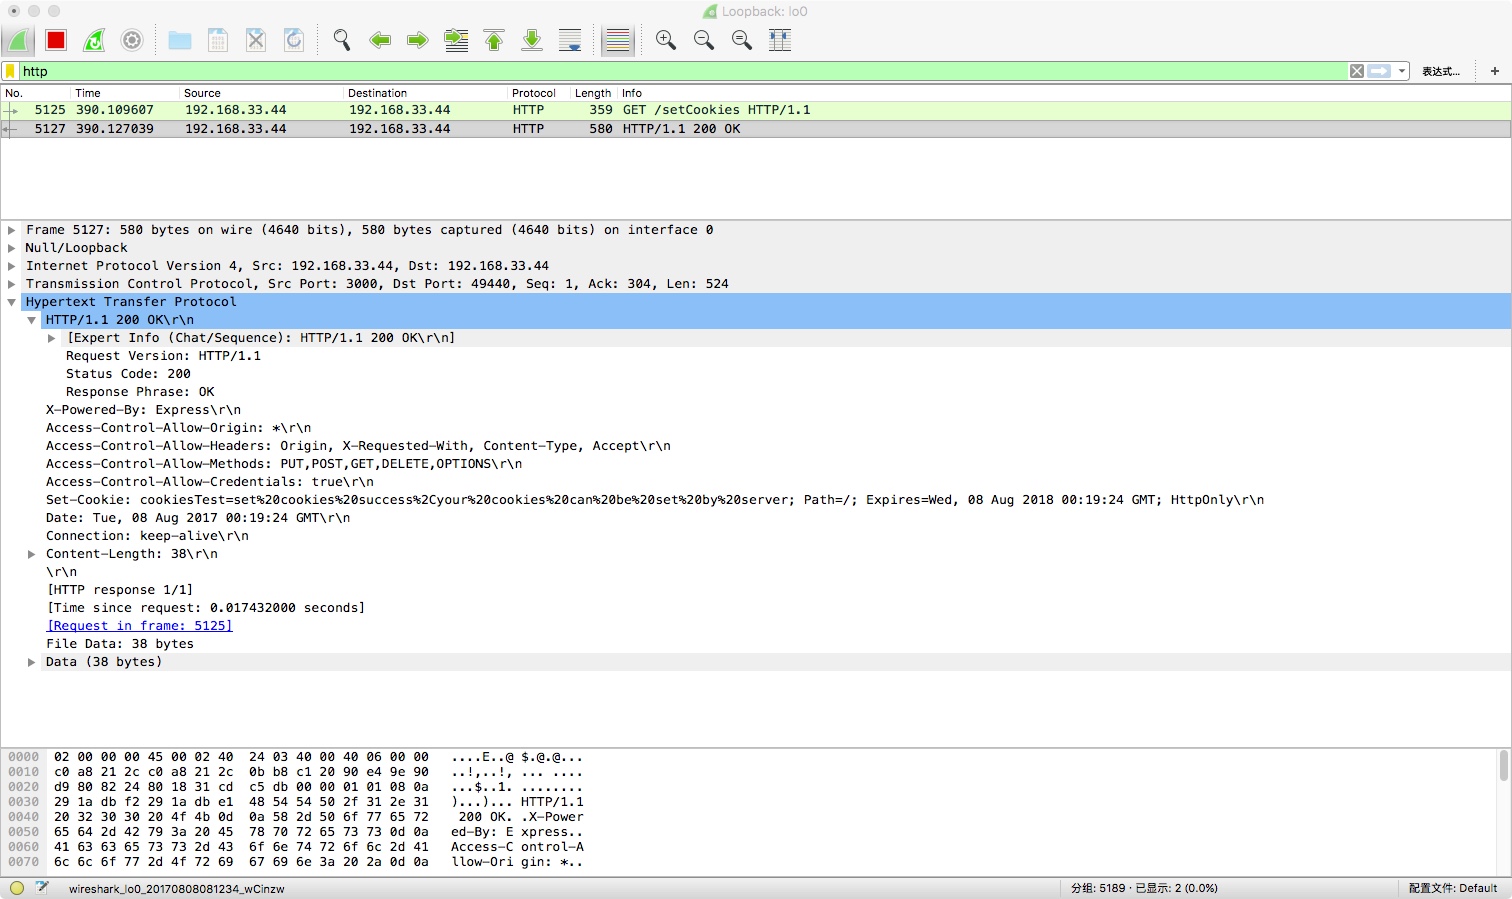 Loopback: lo0
http 表达式… +
No. Time Source Destination Protocol Length Info
5125 390.109607 192.168.33.44 192.168.33.44 HTTP 359 GET /setCookies HTTP/1.1
5127 390.127039 192.168.33.44 192.168.33.44 HTTP 580 HTTP/1.1 200 OK
Frame 5127: 580 bytes on wire (4640 bits), 580 bytes captured (4640 bits) on interface 0
Null/Loopback
Internet Protocol Version 4, Src: 192.168.33.44, Dst: 192.168.33.44
Transmission Control Protocol, Src Port: 3000, Dst Port: 49440, Seq: 1, Ack: 304, Len: 524
Hypertext Transfer Protocol
HTTP/1.1 200 OK\r\n
[Expert Info (Chat/Sequence): HTTP/1.1 200 OK\r\n]
Request Version: HTTP/1.1
Status Code: 200
Response Phrase: OK
X-Powered-By: Express\r\n
Access-Control-Allow-Origin: *\r\n
Access-Control-Allow-Headers: Origin, X-Requested-With, Content-Type, Accept\r\n
Access-Control-Allow-Methods: PUT,POST,GET,DELETE,OPTIONS\r\n
Access-Control-Allow-Credentials: true\r\n
Set-Cookie: cookiesTest=set%20cookies%20success%2Cyour%20cookies%20can%20be%20set%20by%20server; Path=/; Expires=Wed, 08 Aug 2018 00:19:24 GMT; HttpOnly\r\n
Date: Tue, 08 Aug 2017 00:19:24 GMT\r\n
Connection: keep-alive\r\n
Content-Length: 38\r\n
\r\n
[HTTP response 1/1]
[Time since request: 0.017432000 seconds]
[Request in frame: 5125]
File Data: 38 bytes
Data (38 bytes)
0000 02 00 00 00 45 00 02 40 24 03 40 00 40 06 00 00 ....E..@ $.@.@...
0010 c0 a8 21 2c c0 a8 21 2c 0b b8 c1 20 90 e4 9e 90 ..!,..!, ... ....
0020 d9 80 82 24 80 18 31 cd c5 db 00 00 01 01 08 0a ...$..1. ........
0030 29 1a db f2 29 1a db e1 48 54 54 50 2f 31 2e 31 )...)... HTTP/1.1
0040 20 32 30 30 20 4f 4b 0d 0a 58 2d 50 6f 77 65 72 200 OK. .X-Power
0050 65 64 2d 42 79 3a 20 45 78 70 72 65 73 73 0d 0a ed-By: E xpress..
0060 41 63 63 65 73 73 2d 43 6f 6e 74 72 6f 6c 2d 41 Access-C ontrol-A
0070 6c 6c 6f 77 2d 4f 72 69 67 69 6e 3a 20 2a 0d 0a llow-Ori gin: *..
wireshark_lo0_20170808081234_wCinzw 分组: 5189 · 已显示: 2 (0.0%) 配置文件: Default